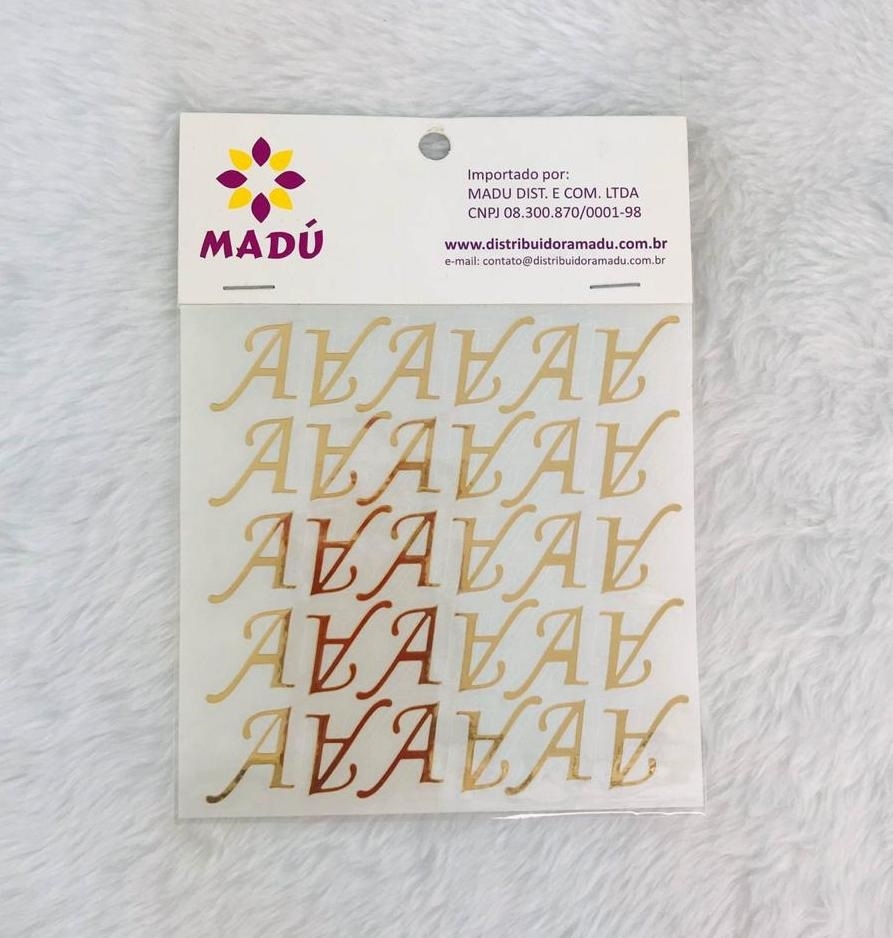 MADÚ
Importado por:
MADU DIST. E COM. LTDA
CNPJ 08.300.870/0001-98
www.distribuidoramadu.com.br
e-mail: contato@distribuidoramadu.com.br
A A A A A A
A A A A A A
A A A A A A
A A A A A A
A A A A A A